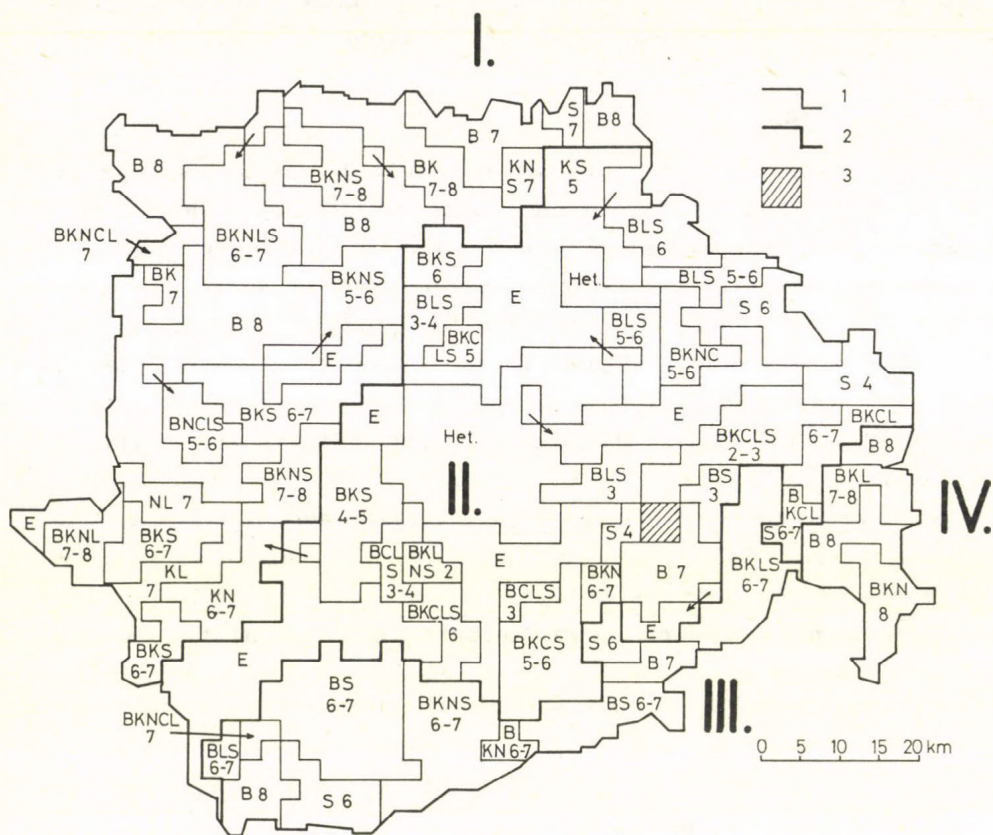 I.
1
2
3
S
7
B 8
B 7
B 8
BKNS
7-8
BK
7-8
KN
S 7
KS
5
BKNCL
7
BKNLS
6-7
B 8
BLS
6
BK
7
BKNS
5-6
BKS
6
Het.
BLS 5-6
E
S 6
BLS
3-4
B 8
BLS
5-6
BKC
LS 5
E
BKNC
5-6
S 4
BKS 6-7
BNCLS
5-6
E
E
BKCL
Het.
BKCLS
2-3
6-7
B 8
BKNS
7-8
BLS
3
BS
3
BKL
7-8
II.
IV.
NL 7
BKS
4-5
B
KCL
S 6-7
E
BKNL
7-8
BKS
6-7
S 4
B 8
BCL
S
3-4
BKL
NS 2
E
BKN
6-7
B 7
BKLS
6-7
KL
7
KN
6-7
BCLS
3
BKN
8
BKCLS
6
BKS
6-7
E
BKCS
5-6
S 6
E
B 7
BS
6-7
BKNS
6-7
BS 6-7
III.
BKNCL
7
B
KN 6-7
BLS
6-7
B 8
S 6
0 5 10 15 20 km